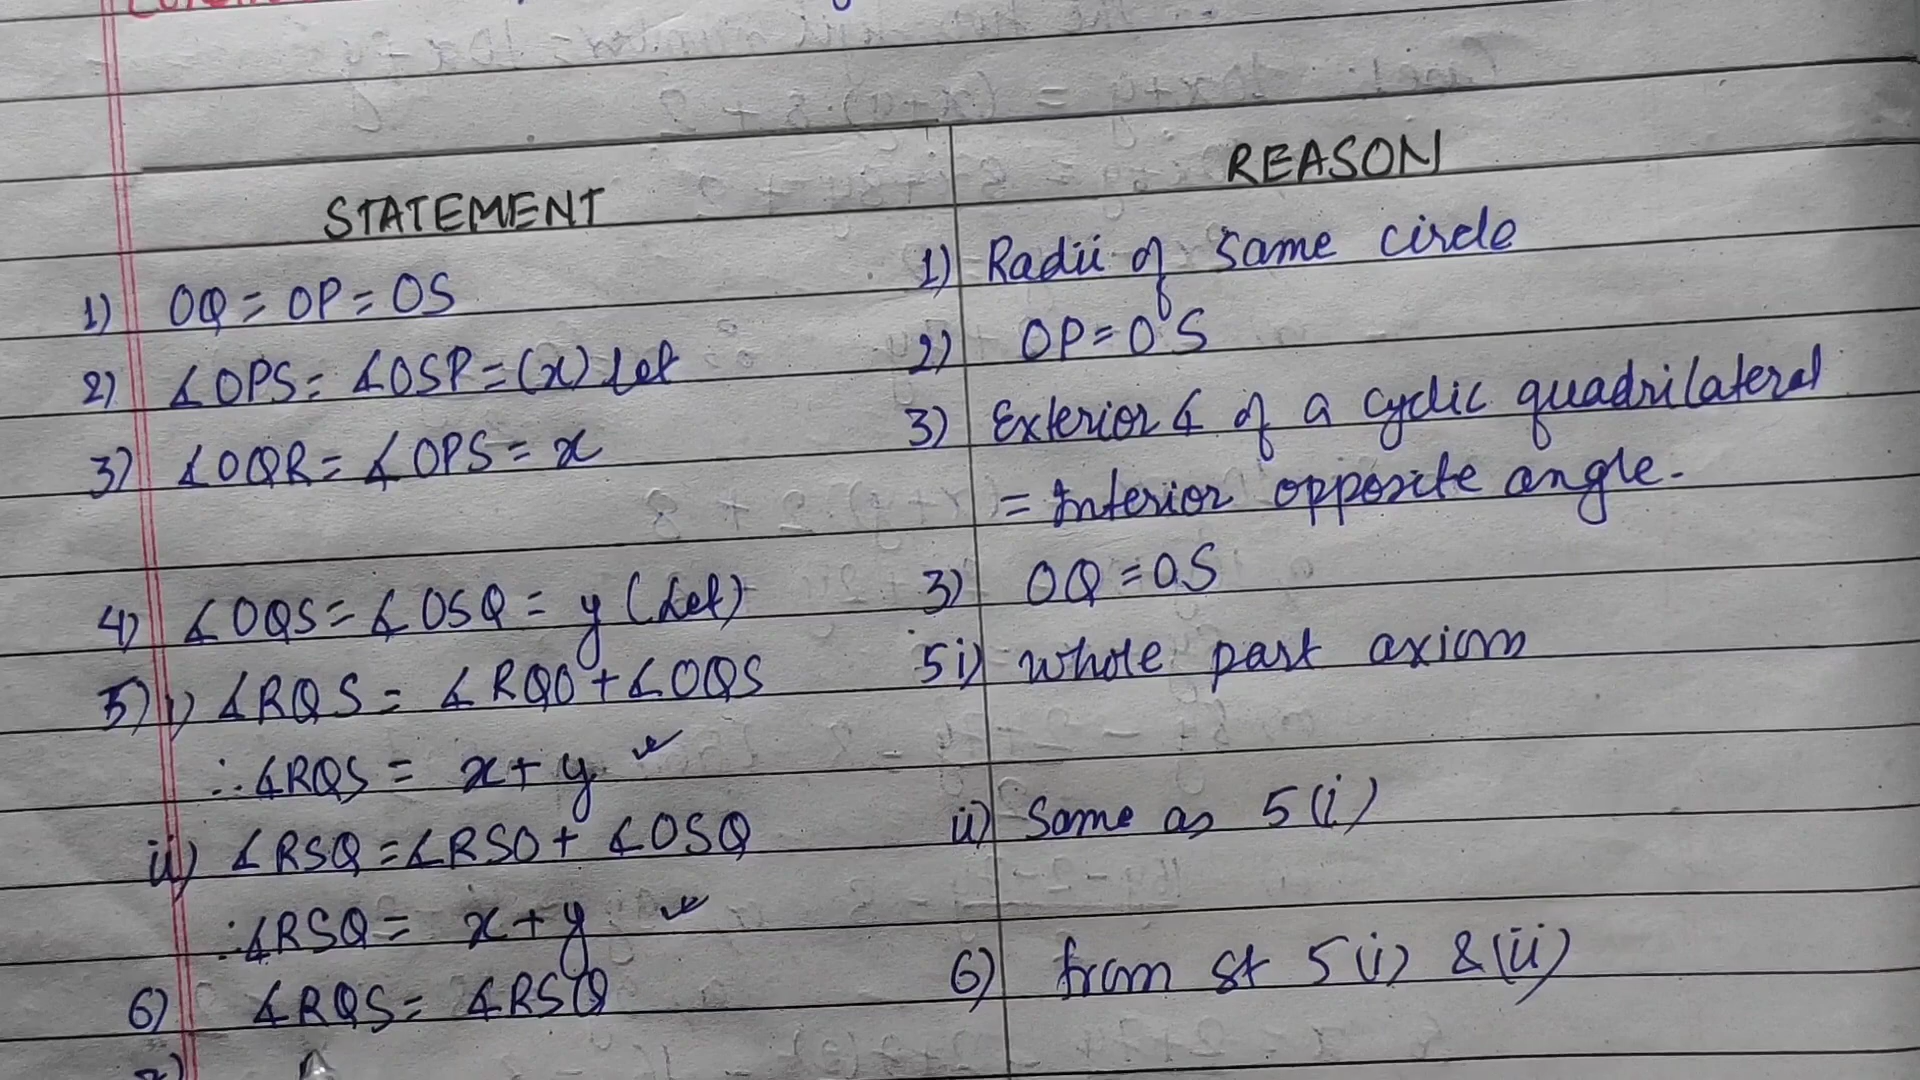 STATEMENT REASON
1) OQ = OP = OS 1) Radii of same circle
2) ∡OPS = ∡OSP = (x) Let 2) OP = OS
3) ∡OQR = ∡OPS = x 3) Exterior ∡ of a cyclic quadrilateral
= Interior opposite angle.
4) ∡OQS = ∡OSQ = y (Let) 3) OQ = OS
5) i) ∡RQS = ∡RQO + ∡OQS 5i) whole part axiom
∴ ∡RQS = x + y
ii) ∡RSQ = ∡RSO + ∡OSQ ii) Same as 5(i)
∴ ∡RSQ = x + y
6) ∡RQS = ∡RSQ 6) from st 5(i) & (ii)